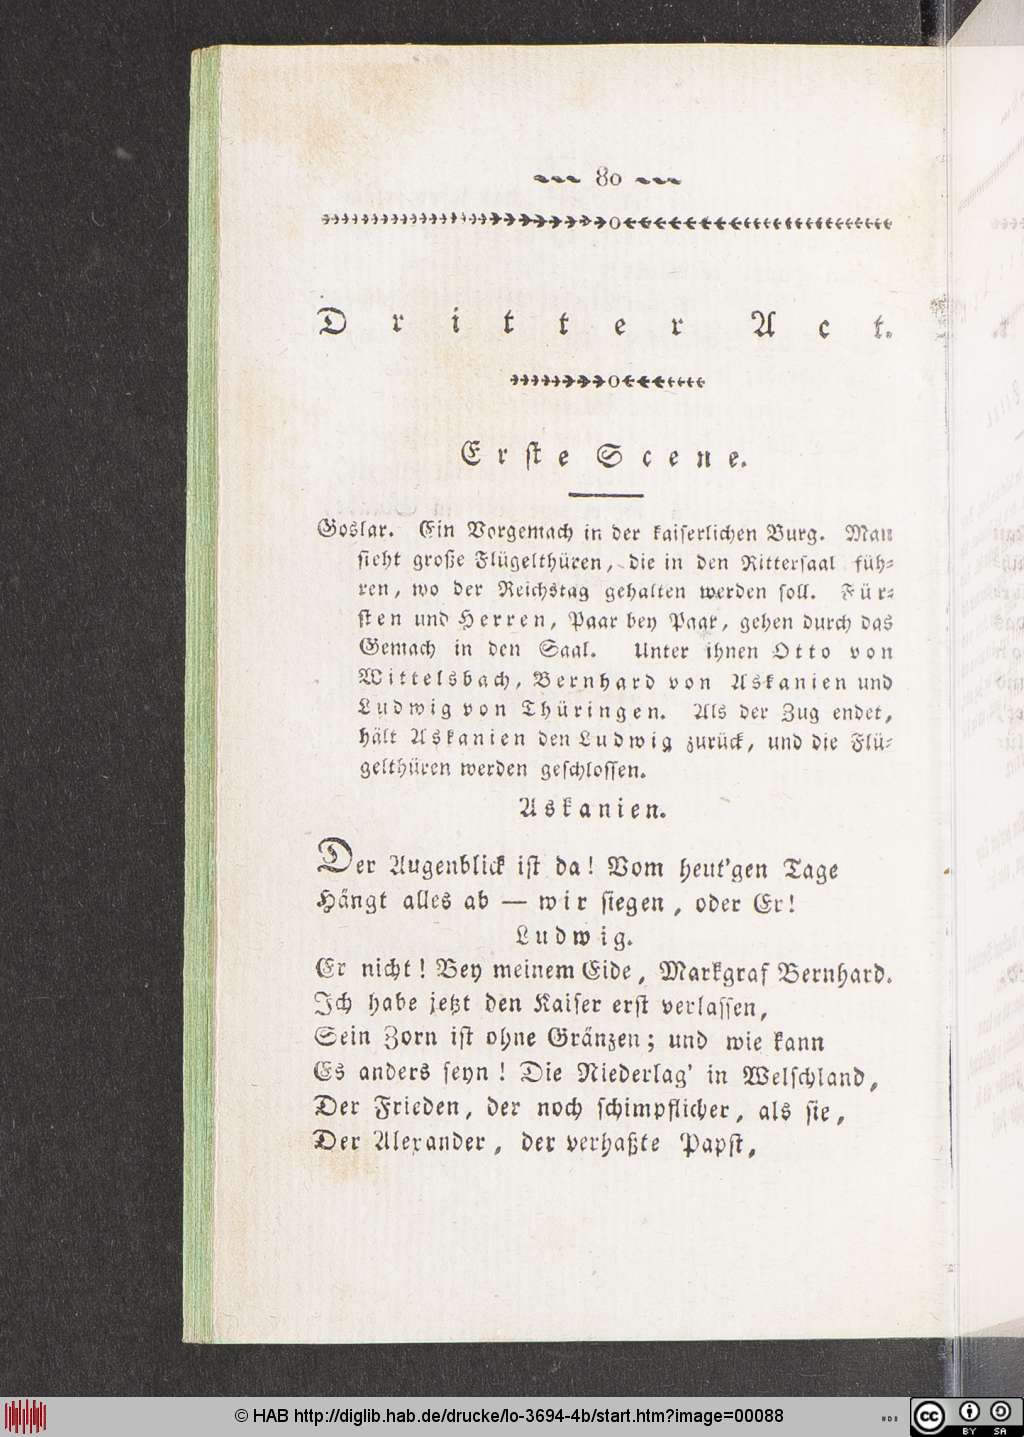 80
Dritter Act.
Erste Scene.
Goslar. Ein Vorgemach in der kaiserlichen Burg. Man
sieht große Flügelthüren, die in den Rittersaal füh-
ren, wo der Reichstag gehalten werden soll. Für-
sten und Herren, Paar bey Paar, gehen durch das
Gemach in den Saal. Unter ihnen Otto von
Wittelsbach, Bernhard von Askanien und
Ludwig von Thüringen. Als der Zug endet,
hält Askanien den Ludwig zurück, und die Flü-
gelthüren werden geschlossen.
Askanien.
Der Augenblick ist da! Vom heut'gen Tage
Hängt alles ab — wir siegen, oder Er!
Ludwig.
Er nicht! Bey meinem Eide, Markgraf Bernhard.
Ich habe jetzt den Kaiser erst verlassen,
Sein Zorn ist ohne Gränzen; und wie kann
Es anders seyn! Die Niederlag' in Welschland,
Der Frieden, der noch schimpflicher, als sie,
Der Alexander, der verhaßte Papst,
© HAB http://diglib.hab.de/drucke/lo-3694-4b/start.htm?image=00088
cc
BY SA